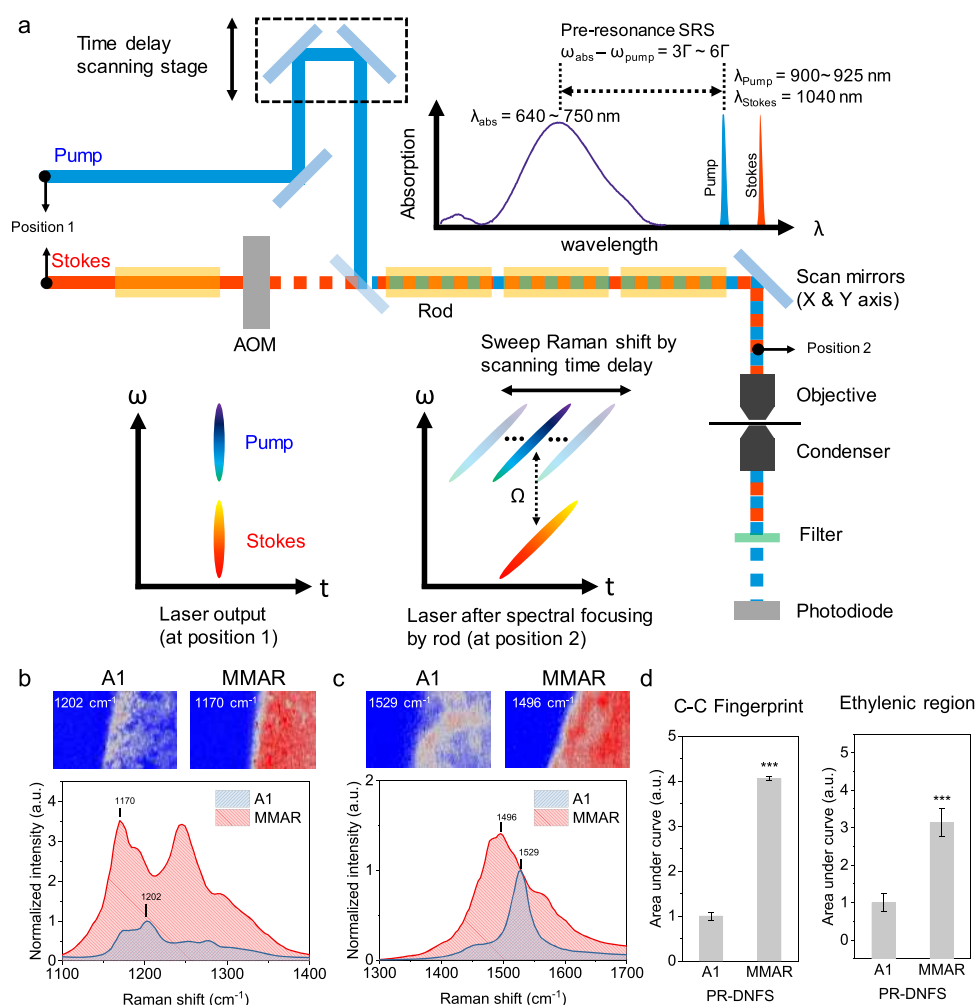 a
Time delay
scanning stage
Pre-resonance SRS
ω_abs – ω_pump = 3Γ ~ 6Γ
λ_Pump = 900~ 925 nm
λ_Stokes = 1040 nm
λ_abs = 640 ~ 750 nm
Absorption
Pump
Stokes
wavelength
λ
Pump
Position 1
Stokes
AOM
Rod
Scan mirrors
(X & Y axis)
Position 2
Objective
Condenser
Filter
Photodiode
ω
Pump
Stokes
t
Laser output
(at position 1)
Sweep Raman shift by
scanning time delay
ω
Ω
t
Laser after spectral focusing
by rod (at position 2)
b
A1
MMAR
1202 cm⁻¹
1170 cm⁻¹
Normalized intensity (a.u.)
4
3
2
1
0
1170
1202
A1
MMAR
1100
1200
1300
1400
Raman shift (cm⁻¹)
c
A1
MMAR
1529 cm⁻¹
1496 cm⁻¹
Normalized intensity (a.u.)
2
1
0
1496
1529
A1
MMAR
1300
1400
1500
1600
1700
Raman shift (cm⁻¹)
d
C-C Fingerprint
Area under curve (a.u.)
5
4
3
2
1
0
***
A1
MMAR
PR-DNFS
Ethylenic region
Area under curve (a.u.)
5
4
3
2
1
0
***
A1
MMAR
PR-DNFS